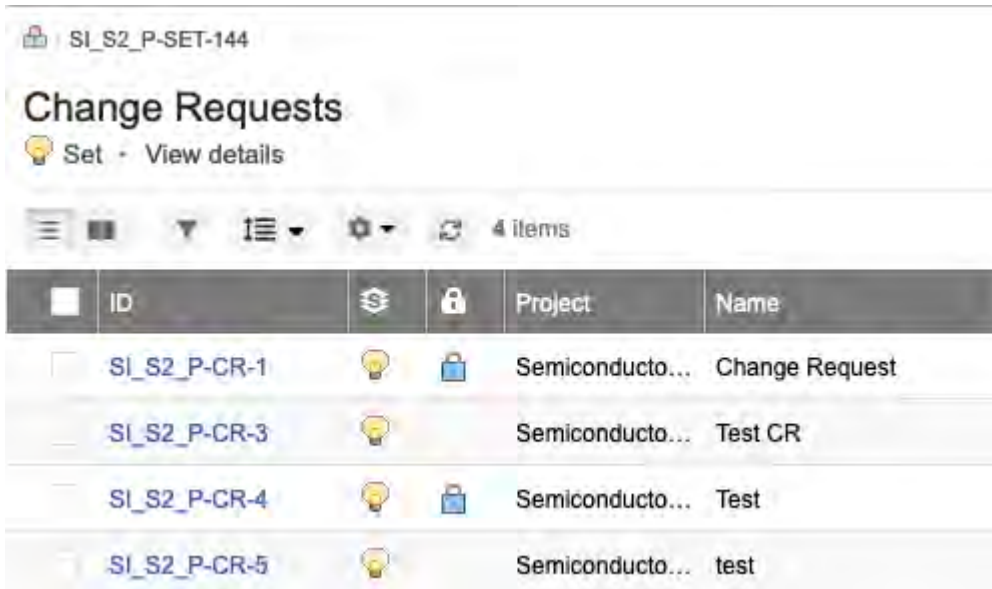 SI_S2_P-SET-144
Change Requests
Set · View details
4 items
ID Project Name
SI_S2_P-CR-1 Semiconducto... Change Request
SI_S2_P-CR-3 Semiconducto... Test CR
SI_S2_P-CR-4 Semiconducto... Test
SI_S2_P-CR-5 Semiconducto... test